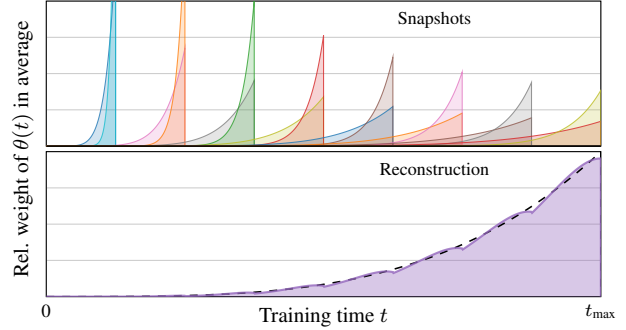 Snapshots
Rel. weight of θ(t) in average
Reconstruction
0
Training time t
t_max